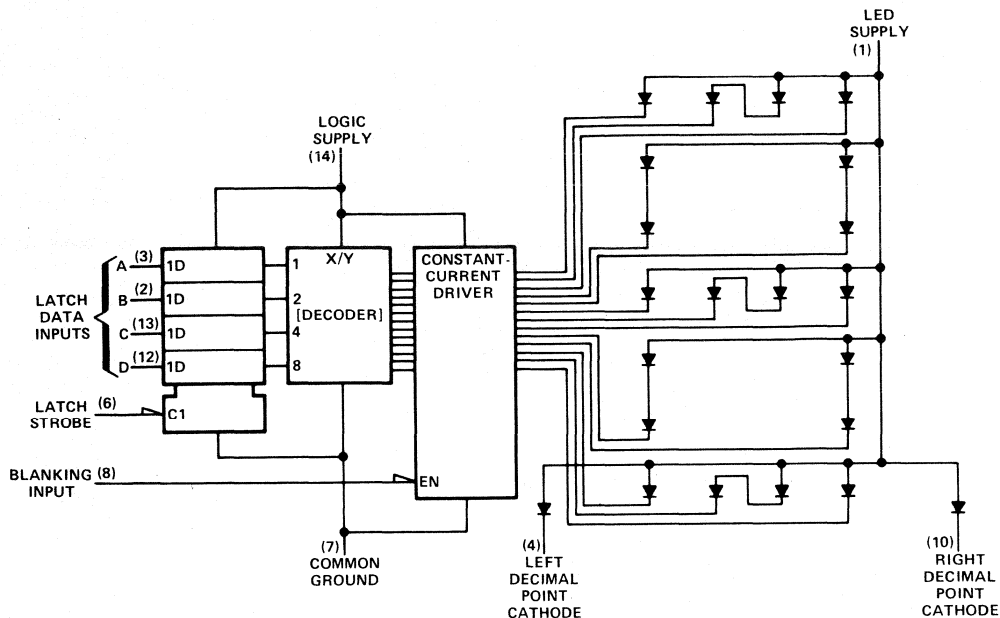 LED
SUPPLY
(1)
LOGIC
SUPPLY
(14)
X/Y
CONSTANT-
CURRENT
DRIVER
LATCH
DATA
INPUTS
A (3) 1D 1
B (2) 1D 2
[DECODER]
C (13) 1D 4
D (12) 1D 8
LATCH
STROBE
(6)
C1
BLANKING
INPUT
(8)
EN
(7)
COMMON
GROUND
(4)
LEFT
DECIMAL
POINT
CATHODE
(10)
RIGHT
DECIMAL
POINT
CATHODE